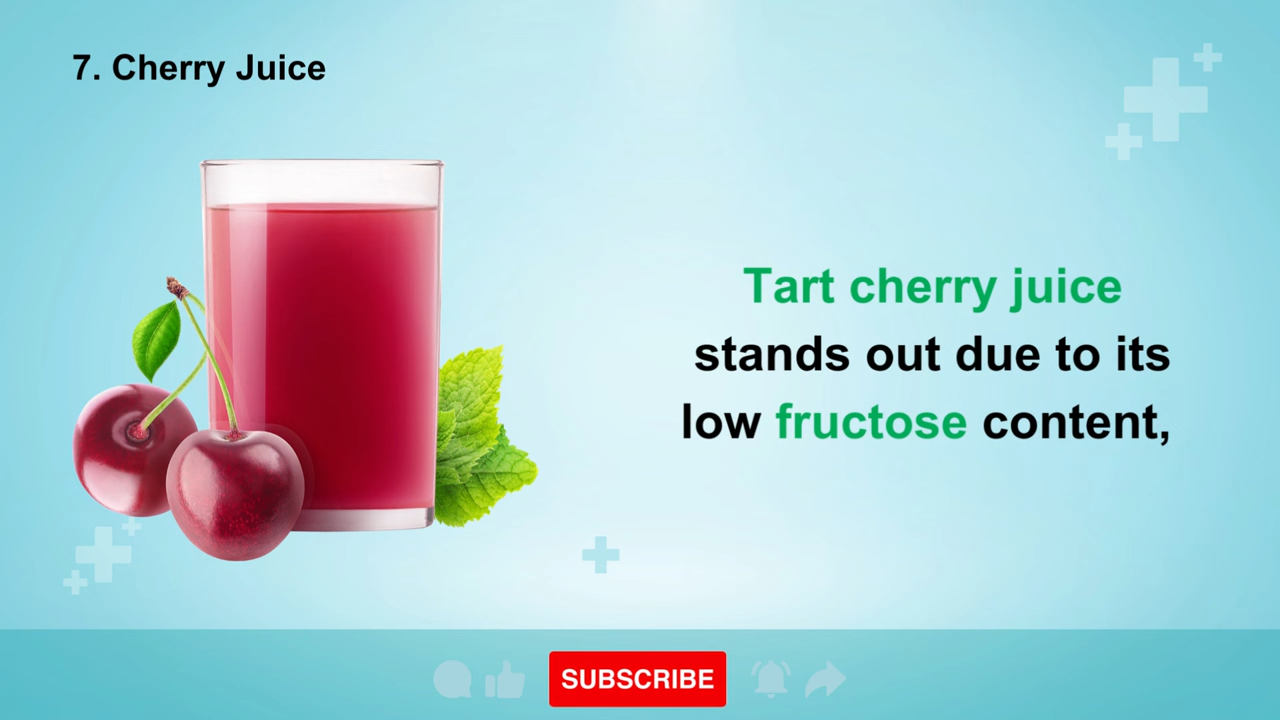 7. Cherry Juice
Tart cherry juice
stands out due to its
low fructose content,
SUBSCRIBE